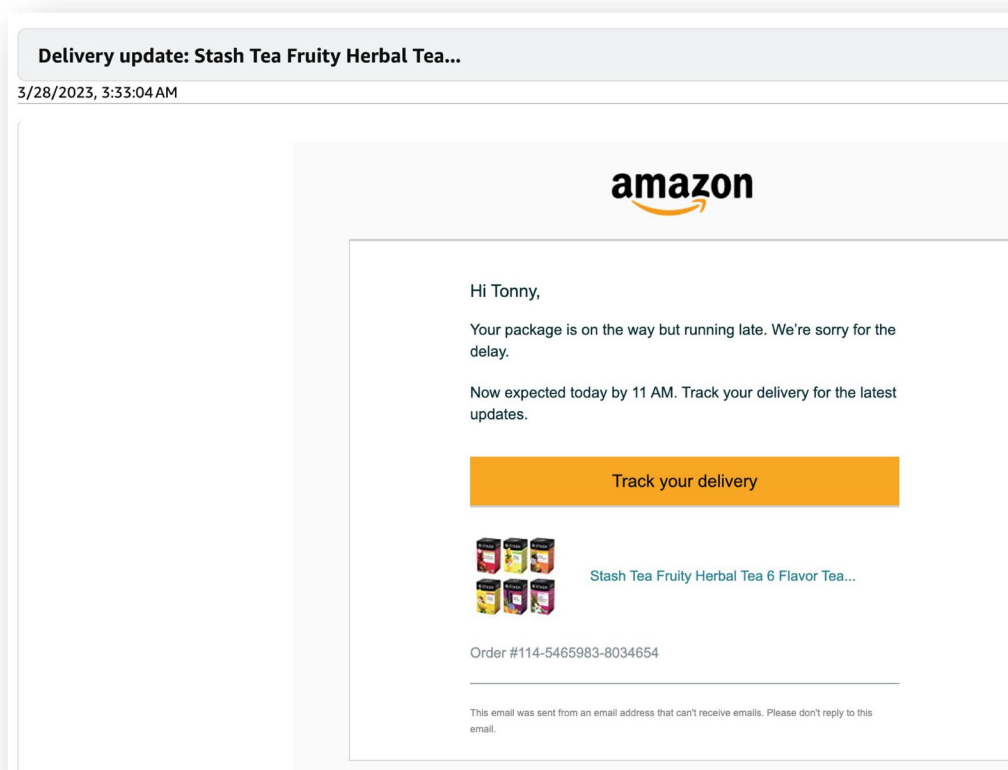 Delivery update: Stash Tea Fruity Herbal Tea...
3/28/2023, 3:33:04 AM
amazon
Hi Tonny,
Your package is on the way but running late. We're sorry for the
delay.
Now expected today by 11 AM. Track your delivery for the latest
updates.
Track your delivery
Stash Tea Fruity Herbal Tea 6 Flavor Tea...
Order #114-5465983-8034654
This email was sent from an email address that can't receive emails. Please don't reply to this
email.